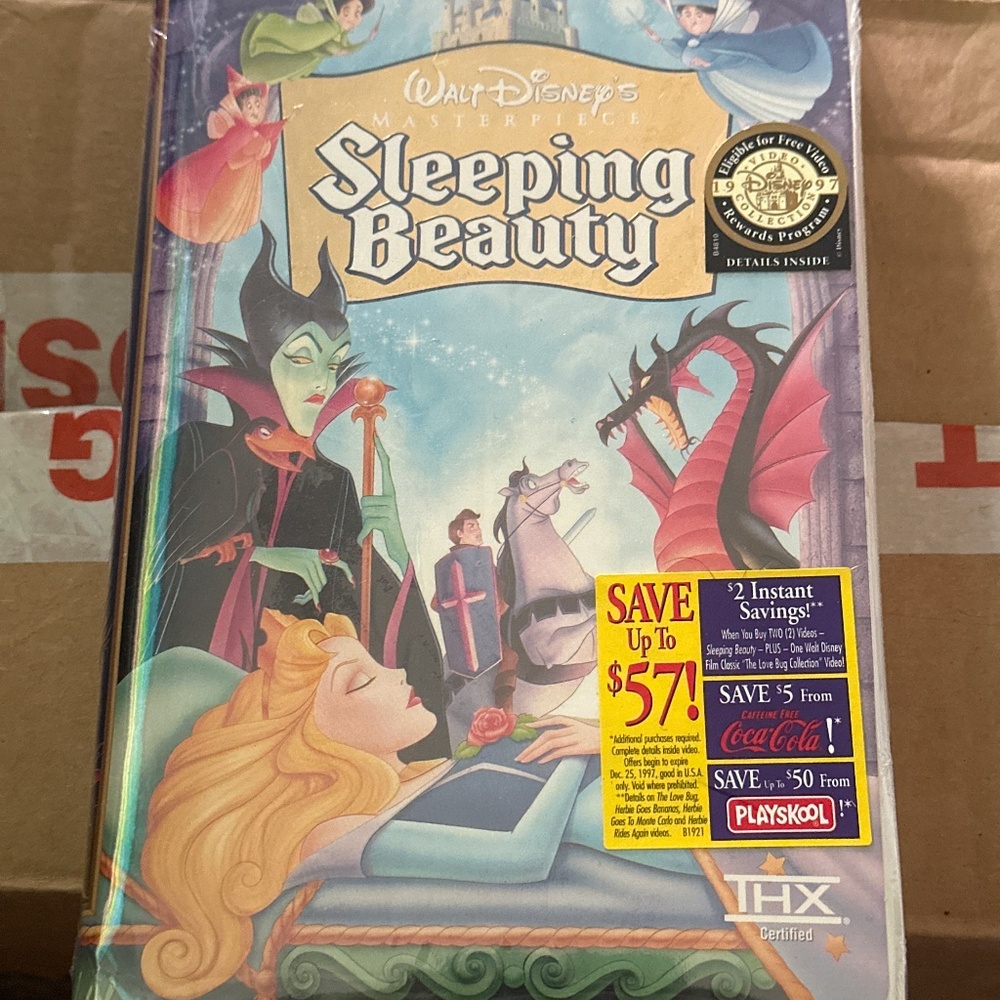 WALT DISNEY'S
MASTERPIECE
Sleeping
Beauty
Eligible for Free Video
VIDEO
19 Disney 97
COLLECTION
Rewards Program
B4810
© Disney
DETAILS INSIDE
SAVE
Up To
$57!
*Additional purchases required.
Complete details inside video.
Offers begin to expire
Dec. 25, 1997, good in U.S.A.
only. Void where prohibited.
**Details on The Love Bug,
Herbie Goes Bananas, Herbie
Goes To Monte Carlo and Herbie
Rides Again videos. B1921
$2 Instant
Savings!**
When You Buy TWO (2) Videos –
Sleeping Beauty – PLUS – One Walt Disney
Film Classic "The Love Bug Collection" Video!
SAVE $5 From
CAFFEINE FREE
Coca-Cola!*
SAVE Up To $50 From
PLAYSKOOL!*
THX
Certified